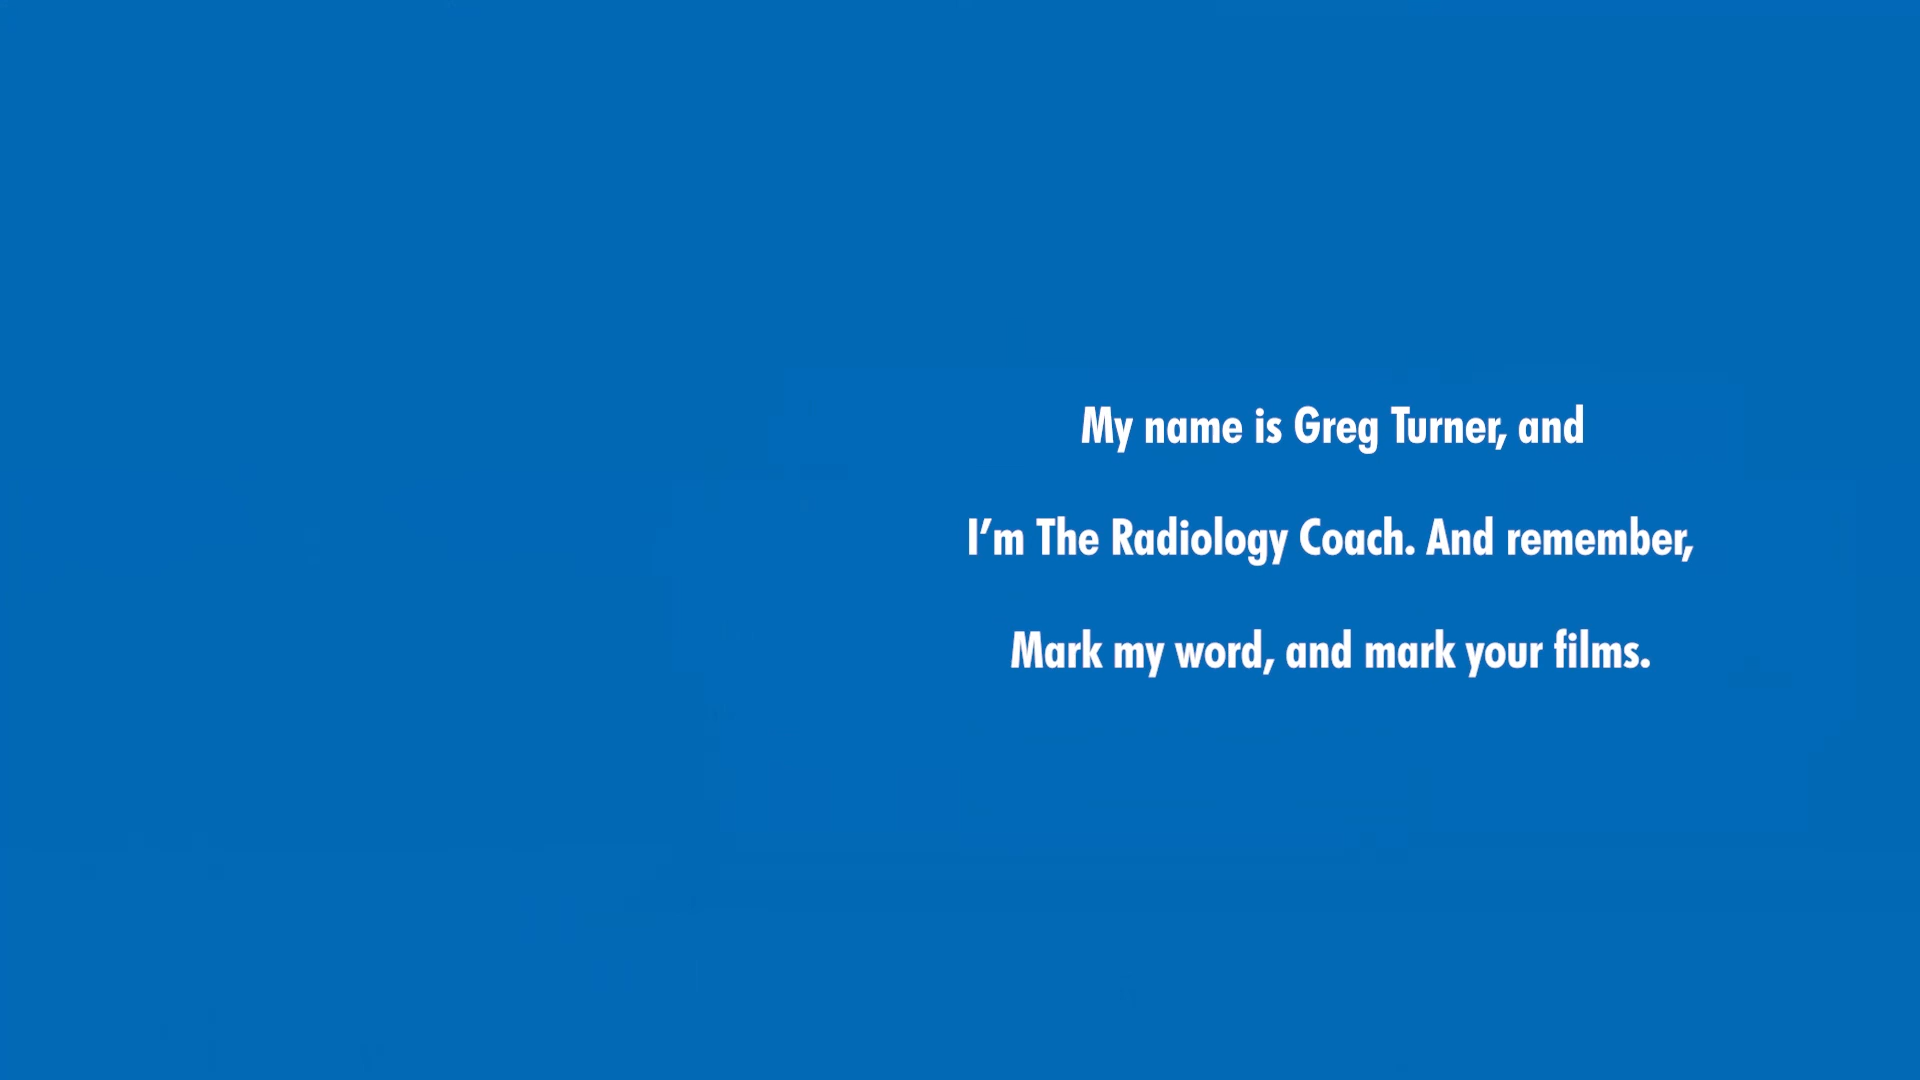 My name is Greg Turner, and
I’m The Radiology Coach. And remember,
Mark my word, and mark your films.